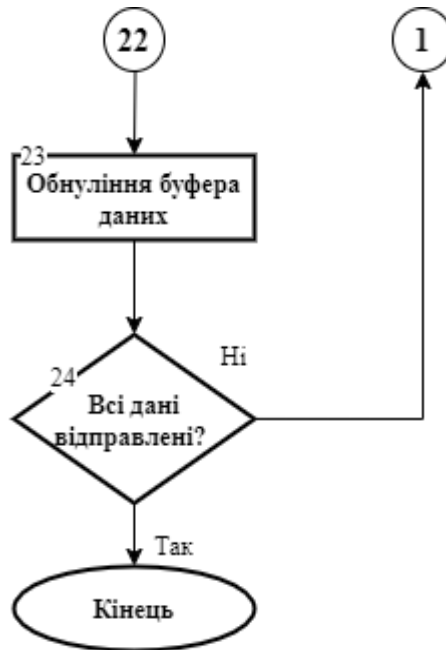 22
1
23
Обнуління буфера
даних
Ні
24
Всі дані
відправлені?
Так
Кінець